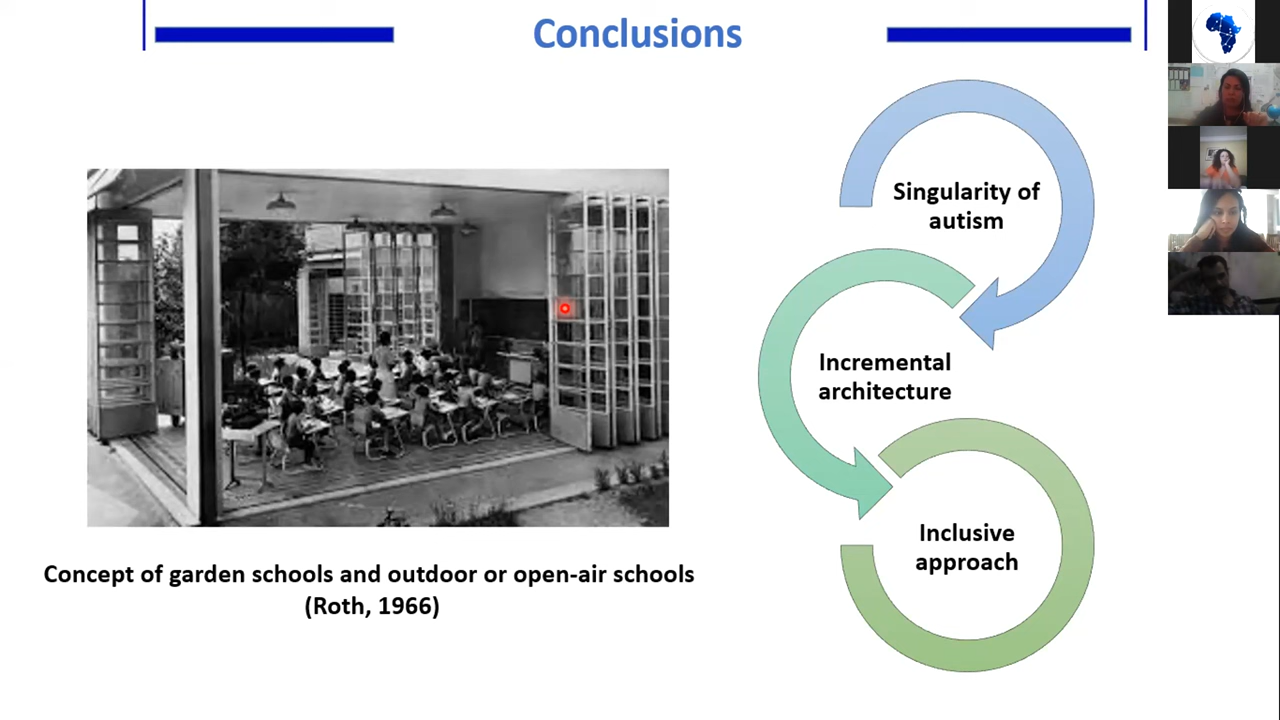 Conclusions
Singularity of
autism
Incremental
architecture
Inclusive
approach
Concept of garden schools and outdoor or open-air schools
(Roth, 1966)